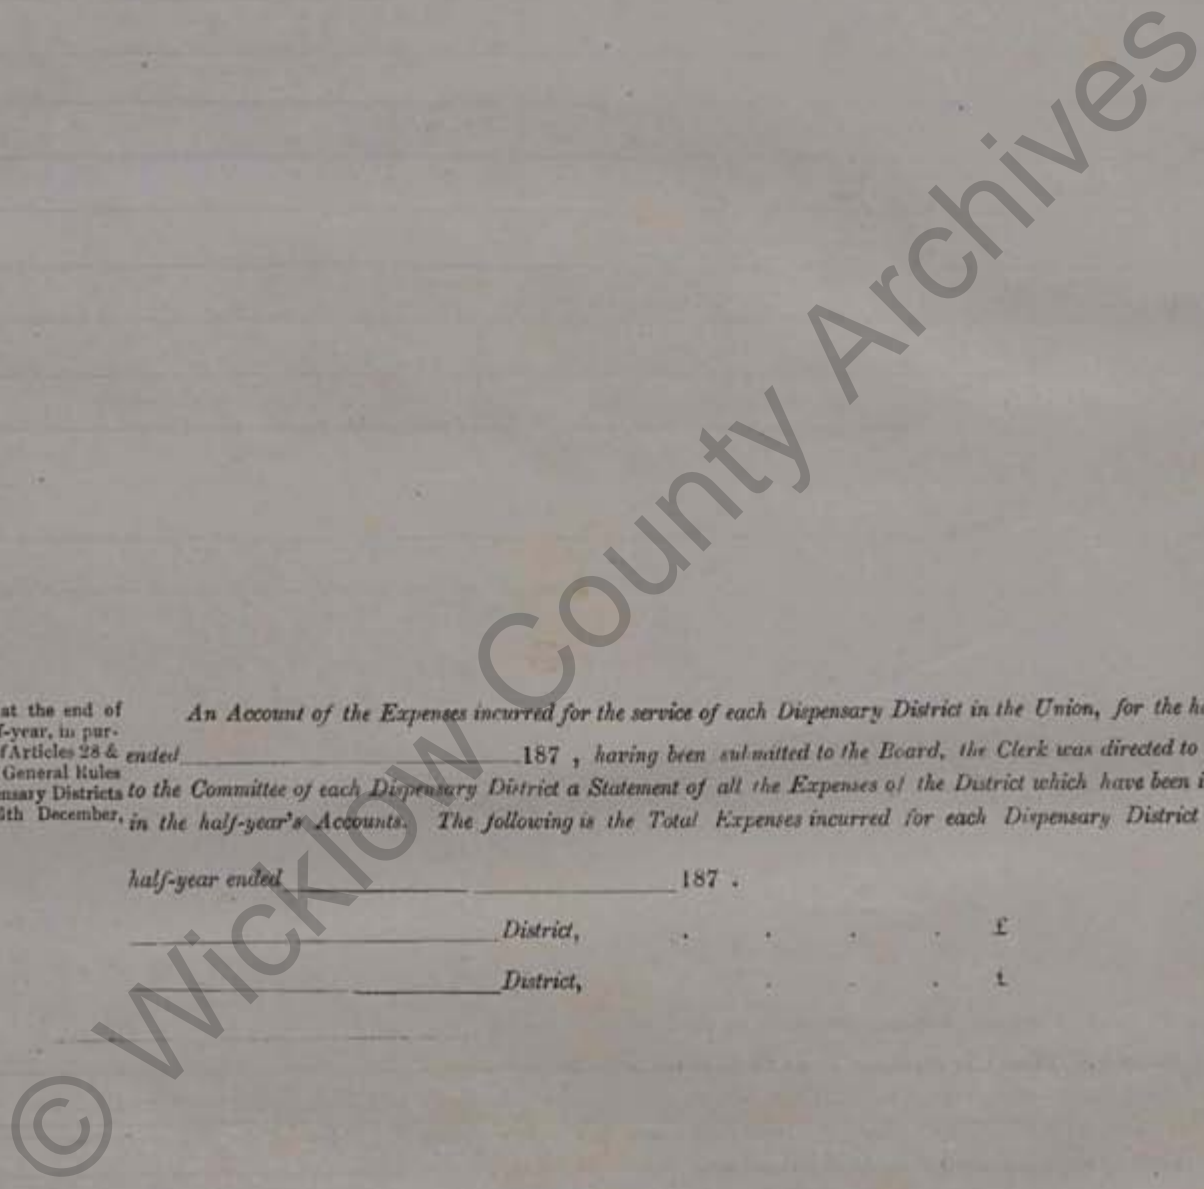 at the end of
f-year, in pur-
f Articles 28 &
General Rules
nsary Districts
th December,
An Account of the Expenses incurred for the service of each Dispensary District in the Union, for the h
ended 187 , having been submitted to the Board, the Clerk was directed to
to the Committee of each Dispensary District a Statement of all the Expenses of the District which have been i
in the half-year's Accounts. The following is the Total Expenses incurred for each Dispensary District
half-year ended 187 .
District, . . . . £
District, . . . £
© Wicklow County Archives